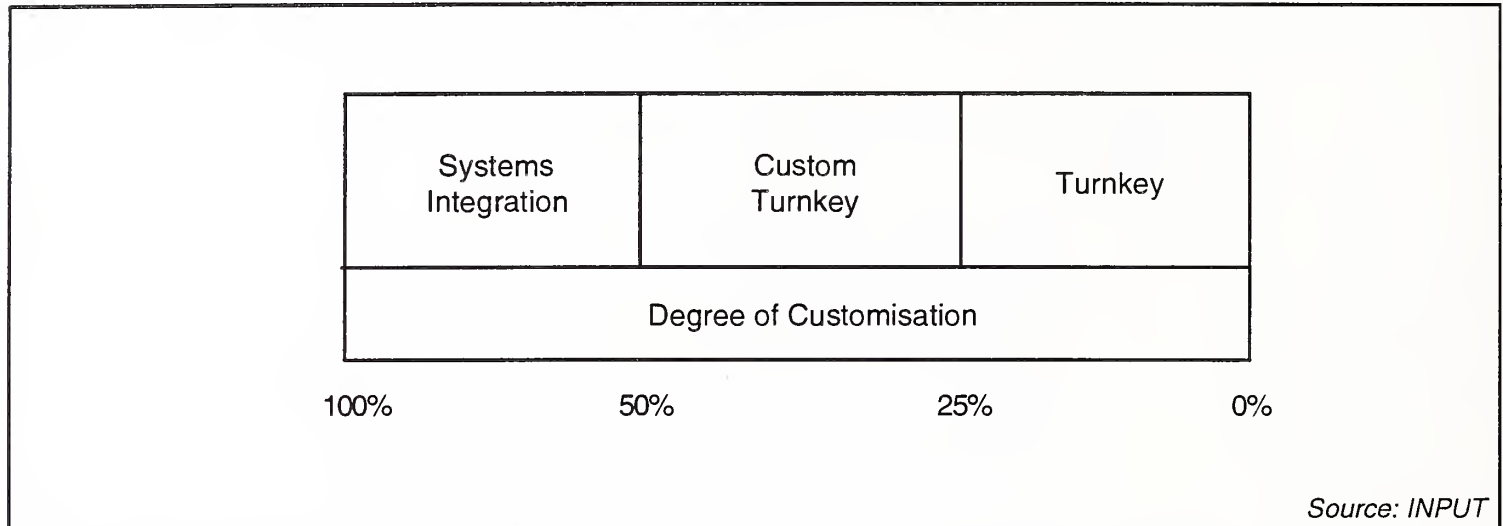 Systems
Integration
Custom
Turnkey
Turnkey
Degree of Customisation
100%
50%
25%
0%
Source: INPUT